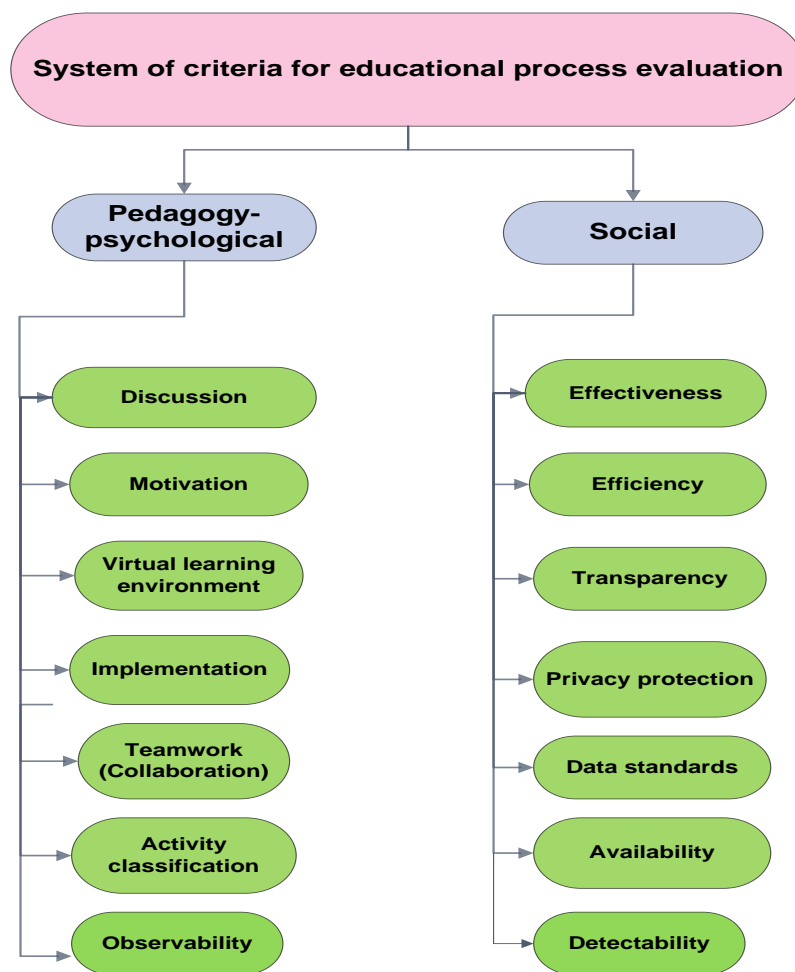 System of criteria for educational process evaluation
Pedagogy-
psychological
Social
Discussion
Motivation
Virtual learning
environment
Implementation
Teamwork
(Collaboration)
Activity
classification
Observability
Effectiveness
Efficiency
Transparency
Privacy protection
Data standards
Availability
Detectability